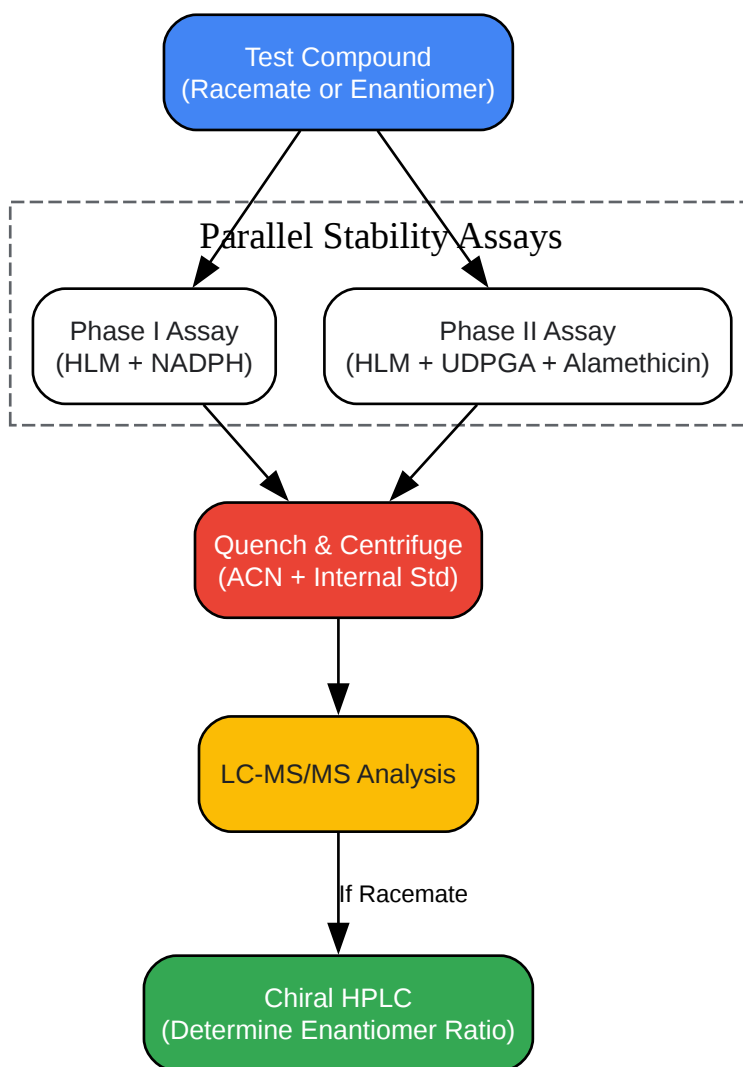 Test Compound
(Racemate or Enantiomer)
Parallel Stability Assays
Phase I Assay
(HLM + NADPH)
Phase II Assay
(HLM + UDPGA + Alamethicin)
Quench & Centrifuge
(ACN + Internal Std)
LC-MS/MS Analysis
If Racemate
Chiral HPLC
(Determine Enantiomer Ratio)